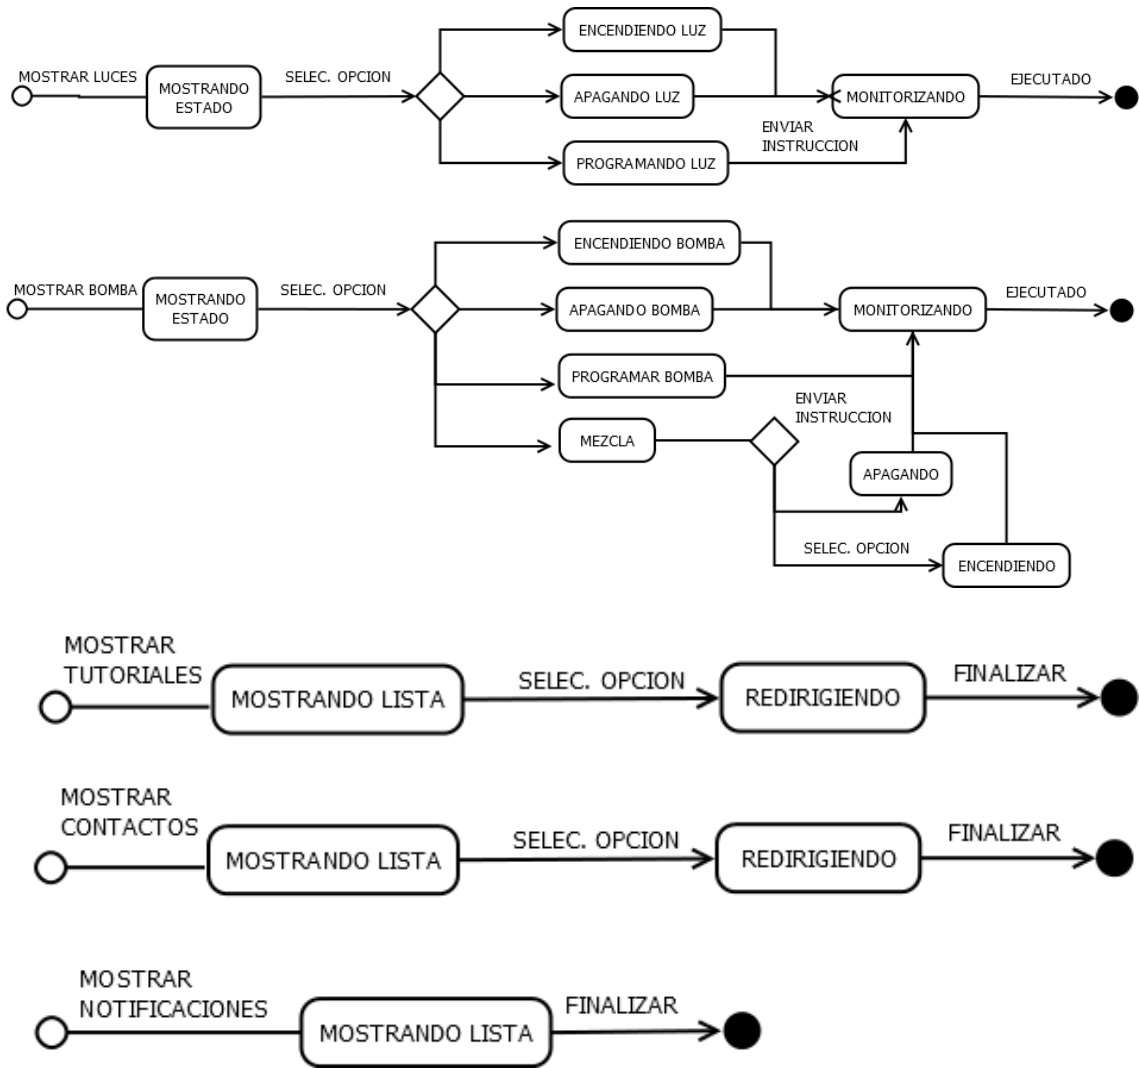 ENCENDIENDO LUZ
MOSTRAR LUCES
MOSTRANDO
ESTADO
SELEC. OPCION
APAGANDO LUZ
MONITORIZANDO
EJECUTADO
ENVIAR
INSTRUCCION
PROGRAMANDO LUZ
ENCENDIENDO BOMBA
MOSTRAR BOMBA
MOSTRANDO
ESTADO
SELEC. OPCION
APAGANDO BOMBA
MONITORIZANDO
EJECUTADO
PROGRAMAR BOMBA
ENVIAR
INSTRUCCION
MEZCLA
APAGANDO
SELEC. OPCION
ENCENDIENDO
MOSTRAR
TUTORIALES
MOSTRANDO LISTA
SELEC. OPCION
REDIRIGIENDO
FINALIZAR
MOSTRAR
CONTACTOS
MOSTRANDO LISTA
SELEC. OPCION
REDIRIGIENDO
FINALIZAR
MOSTRAR
NOTIFICACIONES
MOSTRANDO LISTA
FINALIZAR